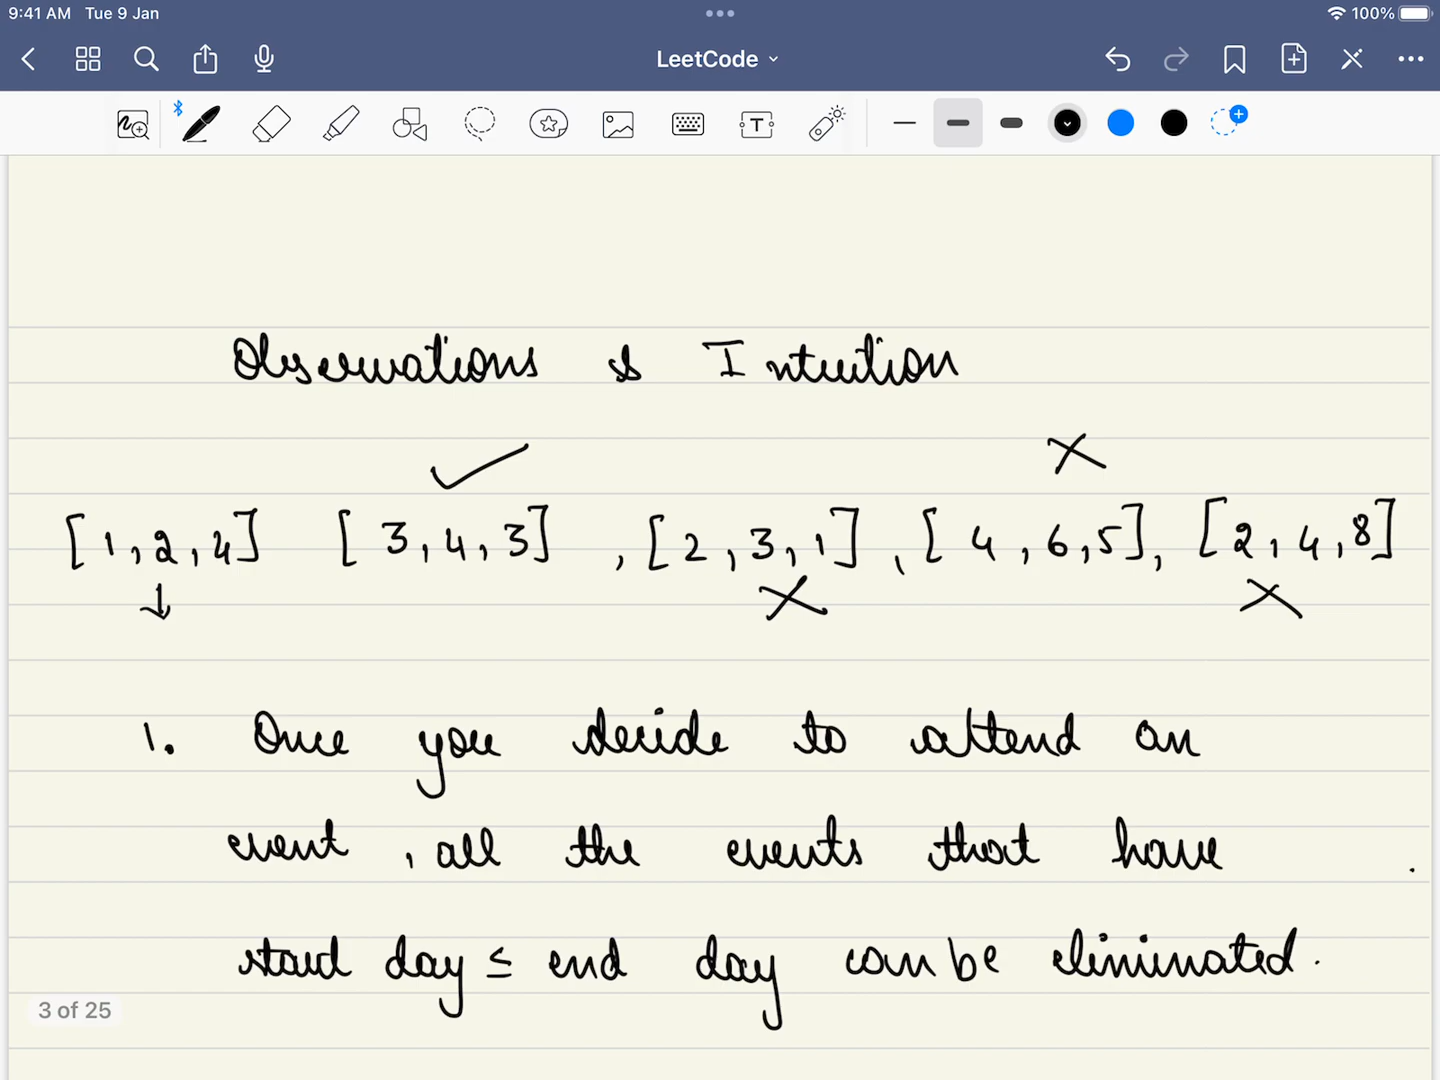 9:41 AM Tue 9 Jan
100%
LeetCode
T
Observations & Intuition
[1,2,4] [3,4,3] , [2,3,1] , [4,6,5], [2,4,8]
1. Once you decide to attend an
event, all the events that have
start day ≤ end day can be eliminated.
3 of 25